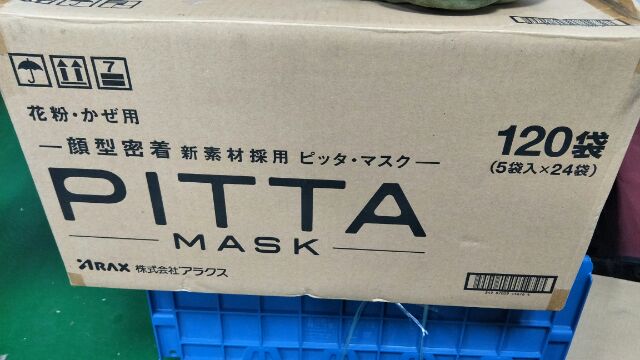 7
花粉・かぜ用
顔型密着 新素材採用 ピッタ・マスク
120袋
(5袋入×24袋)
PITTA
MASK
ARAX 株式会社アラクス